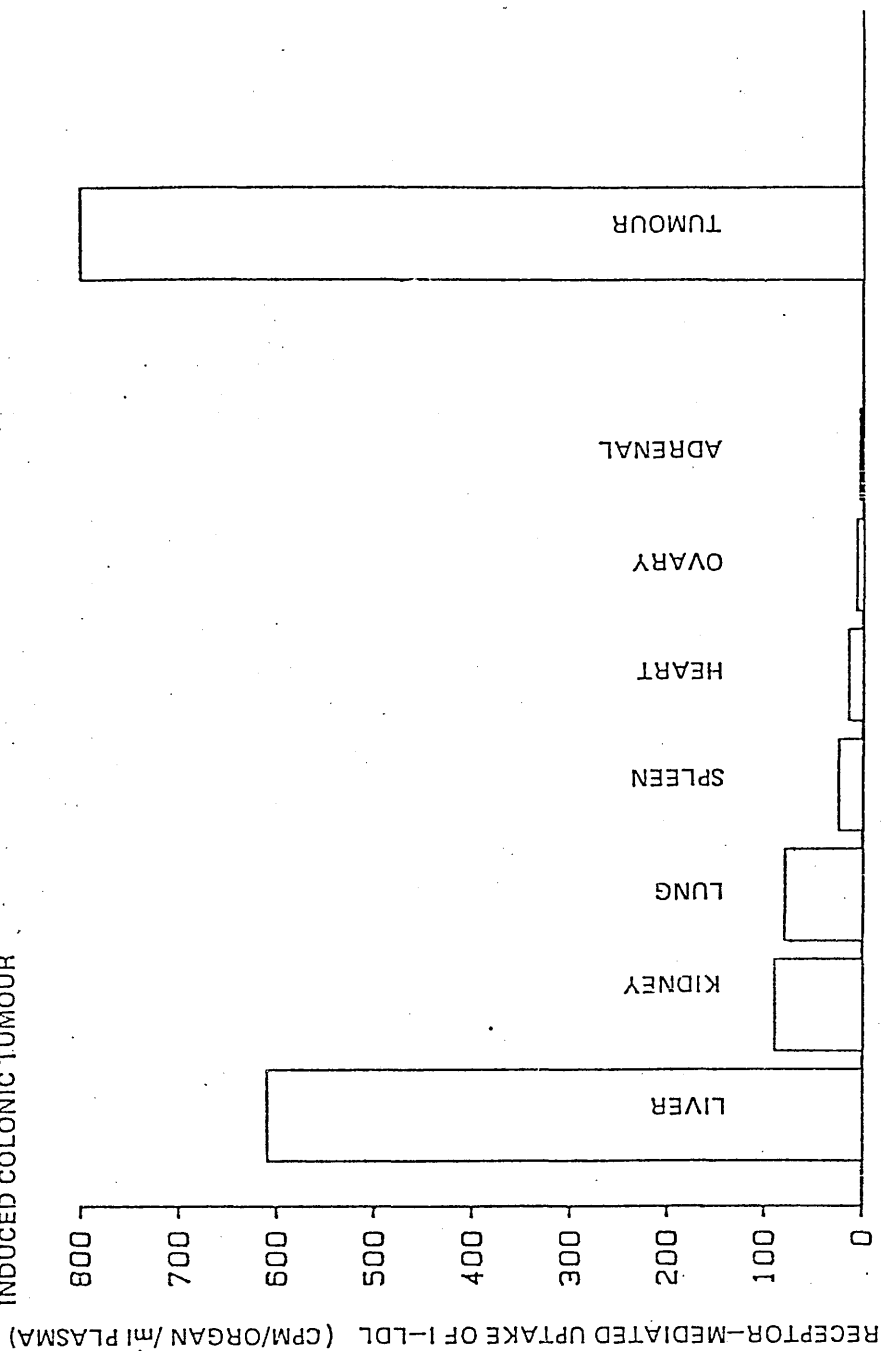 INDUCED COLONIC TUMOUR
RECEPTOR-MEDIATED UPTAKE OF I-LDL (CPM/ORGAN/ml PLASMA)
800
700
600
500
400
300
200
100
0
LIVER
KIDNEY
LUNG
SPLEEN
HEART
OVARY
ADRENAL
TUMOUR